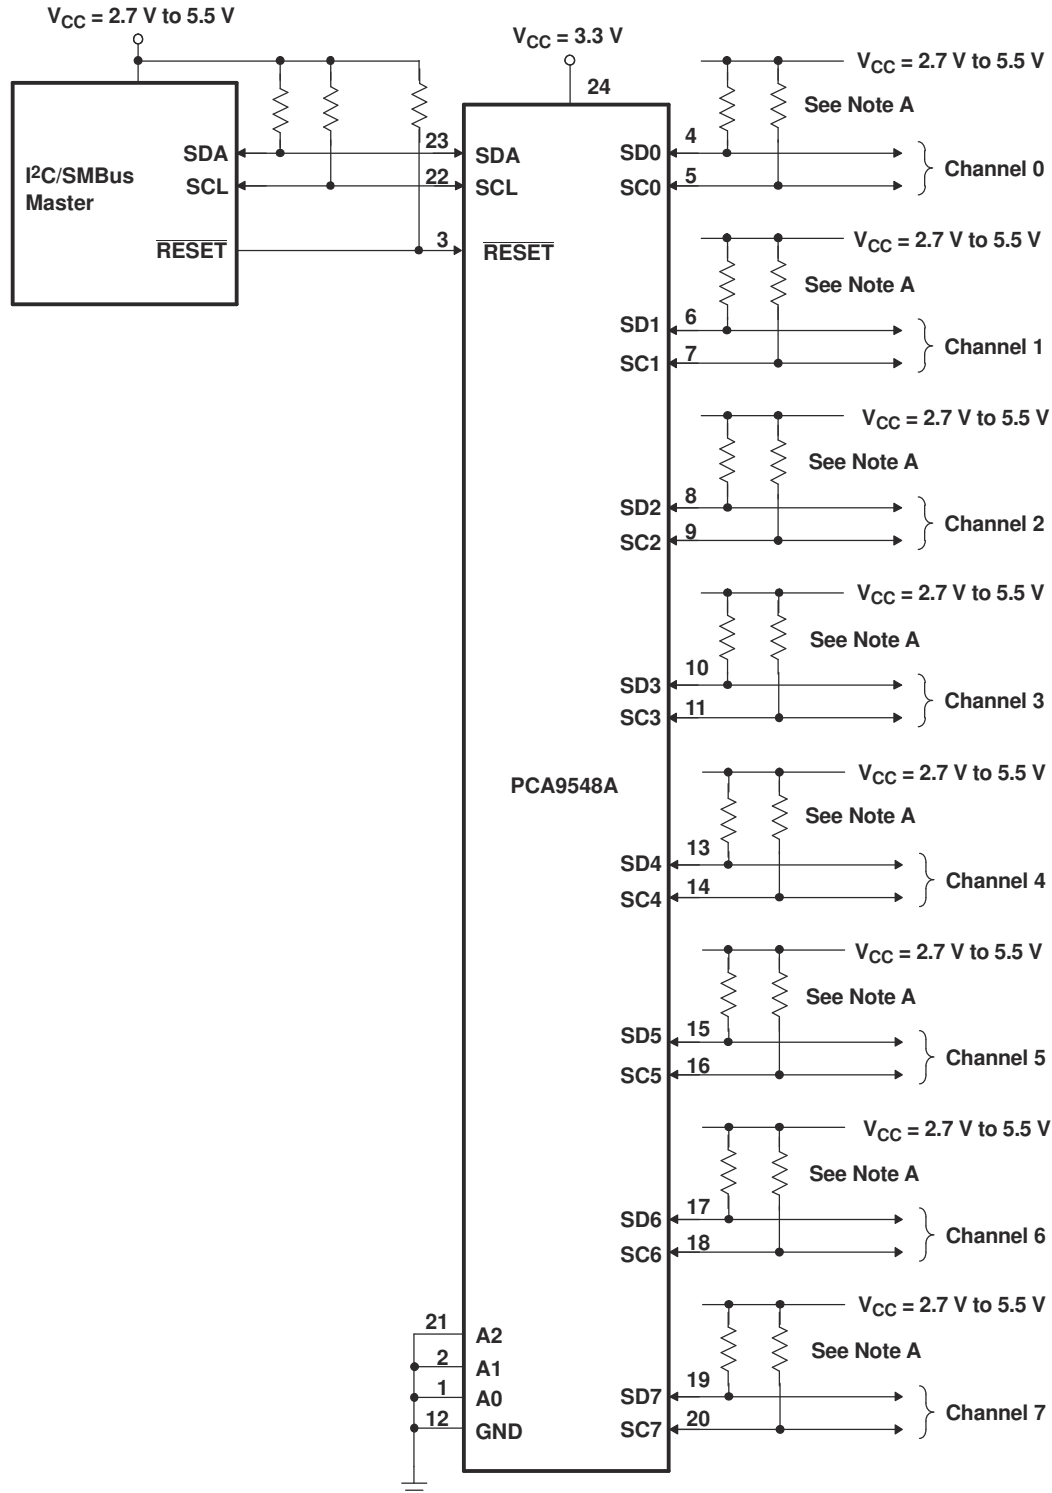 VCC = 2.7 V to 5.5 V
VCC = 3.3 V
24
I2C/SMBus
Master
SDA
SCL
RESET
23
22
3
SDA
SCL
RESET
PCA9548A
21
2
1
12
A2
A1
A0
GND
VCC = 2.7 V to 5.5 V
See Note A
SD0
4
SC0
5
Channel 0
VCC = 2.7 V to 5.5 V
See Note A
SD1
6
SC1
7
Channel 1
VCC = 2.7 V to 5.5 V
See Note A
SD2
8
SC2
9
Channel 2
VCC = 2.7 V to 5.5 V
See Note A
SD3
10
SC3
11
Channel 3
VCC = 2.7 V to 5.5 V
See Note A
SD4
13
SC4
14
Channel 4
VCC = 2.7 V to 5.5 V
See Note A
SD5
15
SC5
16
Channel 5
VCC = 2.7 V to 5.5 V
See Note A
SD6
17
SC6
18
Channel 6
VCC = 2.7 V to 5.5 V
See Note A
SD7
19
SC7
20
Channel 7